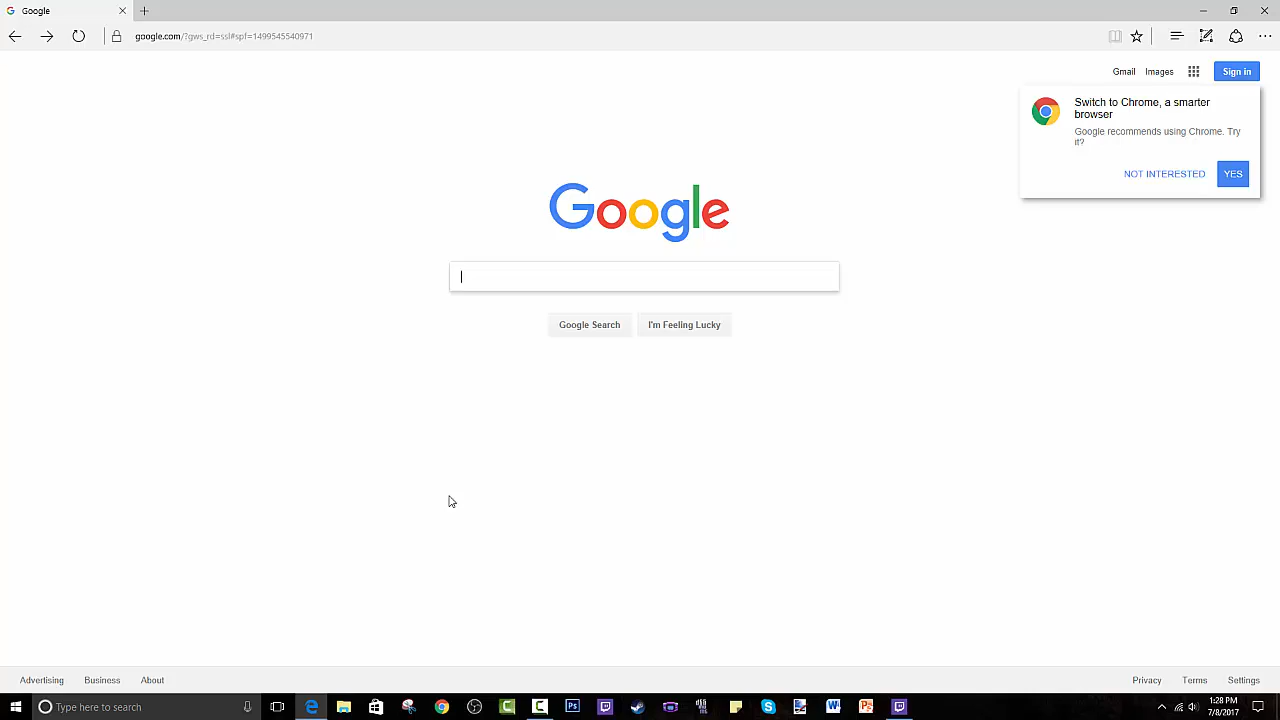 Google
google.com/?gws_rd=ssl#spf=1499545540971
Gmail Images Sign in
Switch to Chrome, a smarter
browser
Google recommends using Chrome. Try
it?
NOT INTERESTED YES
Google
Google Search I'm Feeling Lucky
Advertising Business About Privacy Terms Settings
Type here to search
1:28 PM
7/8/2017